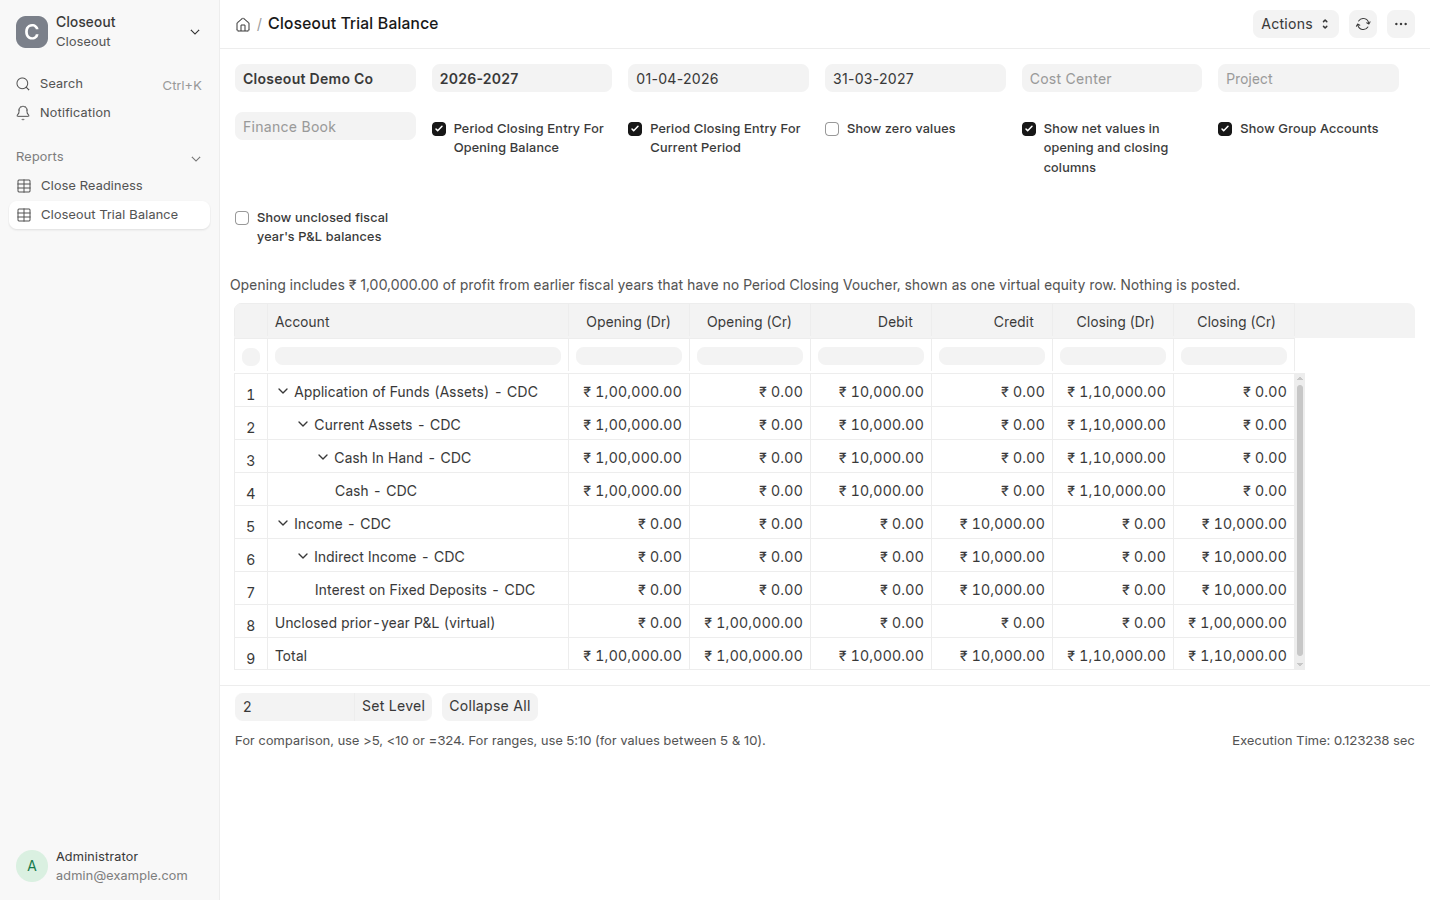 C
Closeout
Closeout
Search Ctrl+K
Notification
Reports
Close Readiness
Closeout Trial Balance
A
Administrator
admin@example.com
/ Closeout Trial Balance
Actions
Closeout Demo Co 2026-2027 01-04-2026 31-03-2027 Cost Center Project
Finance Book
Period Closing Entry For
Opening Balance
Period Closing Entry For
Current Period
Show zero values
Show net values in
opening and closing
columns
Show Group Accounts
Show unclosed fiscal
year's P&L balances
Opening includes ₹ 1,00,000.00 of profit from earlier fiscal years that have no Period Closing Voucher, shown as one virtual equity row. Nothing is posted.
Account Opening (Dr) Opening (Cr) Debit Credit Closing (Dr) Closing (Cr)
1 Application of Funds (Assets) - CDC ₹ 1,00,000.00 ₹ 0.00 ₹ 10,000.00 ₹ 0.00 ₹ 1,10,000.00 ₹ 0.00
2 Current Assets - CDC ₹ 1,00,000.00 ₹ 0.00 ₹ 10,000.00 ₹ 0.00 ₹ 1,10,000.00 ₹ 0.00
3 Cash In Hand - CDC ₹ 1,00,000.00 ₹ 0.00 ₹ 10,000.00 ₹ 0.00 ₹ 1,10,000.00 ₹ 0.00
4 Cash - CDC ₹ 1,00,000.00 ₹ 0.00 ₹ 10,000.00 ₹ 0.00 ₹ 1,10,000.00 ₹ 0.00
5 Income - CDC ₹ 0.00 ₹ 0.00 ₹ 0.00 ₹ 10,000.00 ₹ 0.00 ₹ 10,000.00
6 Indirect Income - CDC ₹ 0.00 ₹ 0.00 ₹ 0.00 ₹ 10,000.00 ₹ 0.00 ₹ 10,000.00
7 Interest on Fixed Deposits - CDC ₹ 0.00 ₹ 0.00 ₹ 0.00 ₹ 10,000.00 ₹ 0.00 ₹ 10,000.00
8 Unclosed prior-year P&L (virtual) ₹ 0.00 ₹ 1,00,000.00 ₹ 0.00 ₹ 0.00 ₹ 0.00 ₹ 1,00,000.00
9 Total ₹ 1,00,000.00 ₹ 1,00,000.00 ₹ 10,000.00 ₹ 10,000.00 ₹ 1,10,000.00 ₹ 1,10,000.00
2 Set Level Collapse All
For comparison, use >5, <10 or =324. For ranges, use 5:10 (for values between 5 & 10). Execution Time: 0.123238 sec